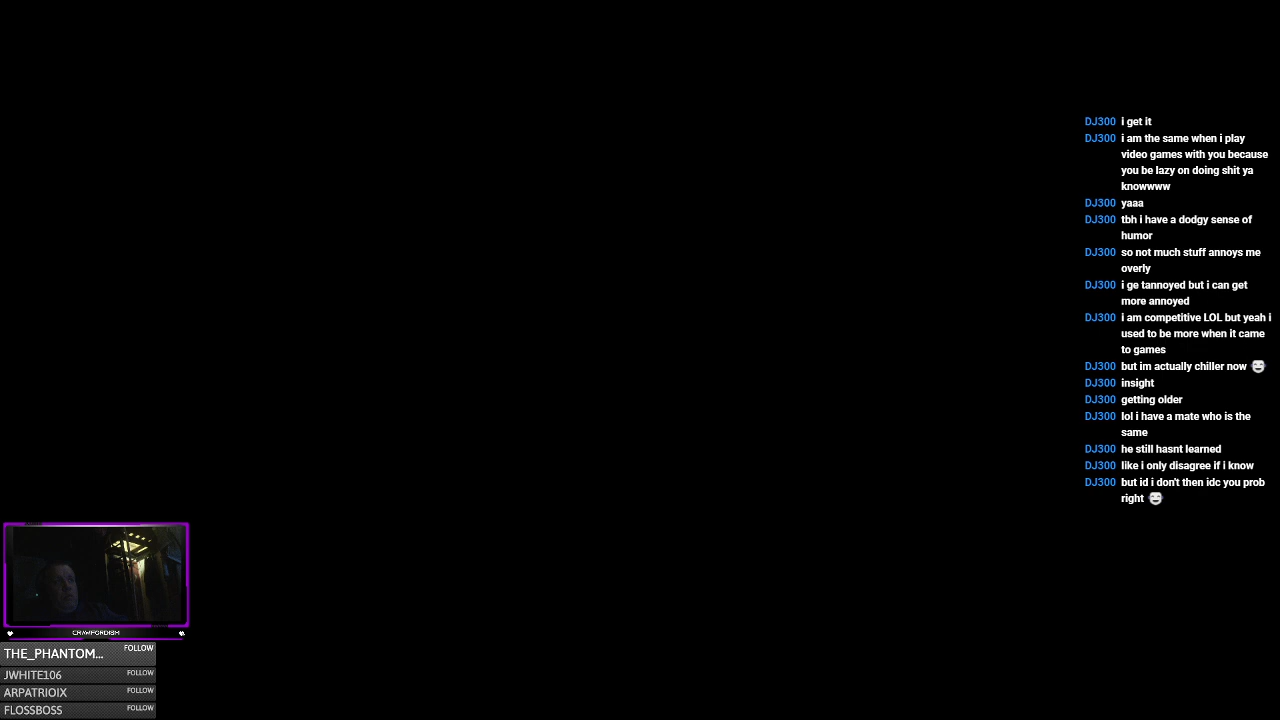 DJ300 i get it
DJ300 i am the same when i play
video games with you because
you be lazy on doing shit ya
knowwww
DJ300 yaaa
DJ300 tbh i have a dodgy sense of
humor
DJ300 so not much stuff annoys me
overly
DJ300 i ge tannoyed but i can get
more annoyed
DJ300 i am competitive LOL but yeah i
used to be more when it came
to games
DJ300 but im actually chiller now
DJ300 insight
DJ300 getting older
DJ300 lol i have a mate who is the
same
DJ300 he still hasnt learned
DJ300 like i only disagree if i know
DJ300 but id i don't then idc you prob
right
CRAWFORDISH
THE_PHANTOM... FOLLOW
JWHITE106 FOLLOW
ARPATRIOIX FOLLOW
FLOSSBOSS FOLLOW